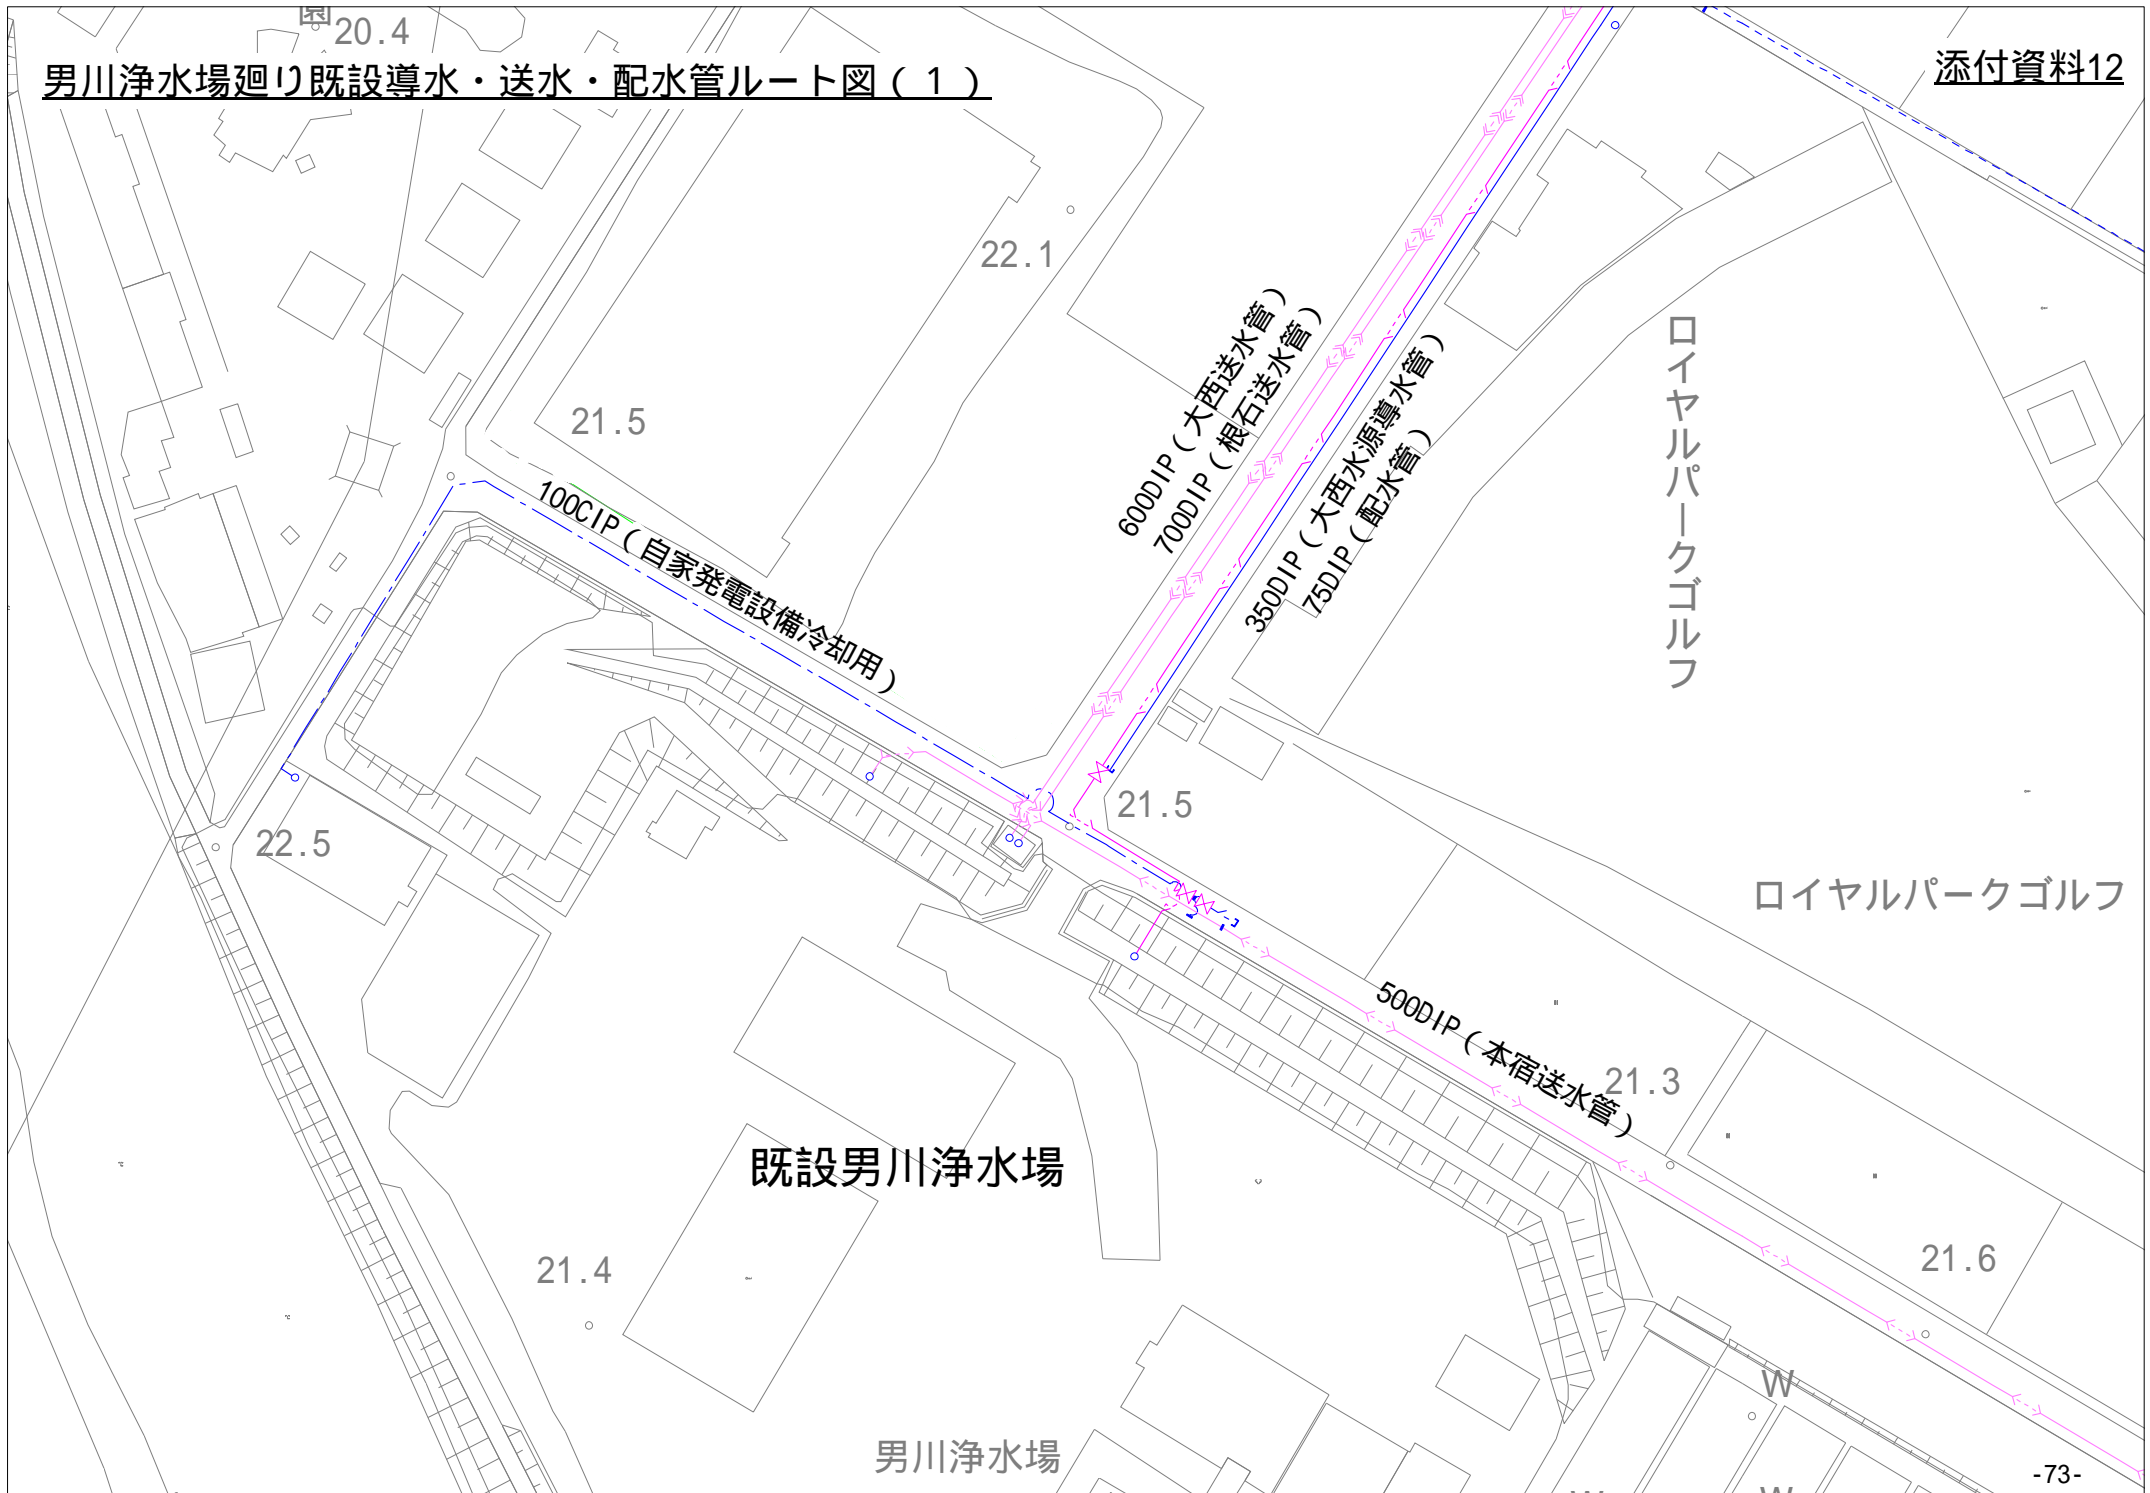 園
20.4
男川浄水場廻り既設導水・送水・配水管ルート図（１）
添付資料12
22.1
21.5
600DIP（大西送水管）
700DIP（根石送水管）
350DIP（大西水源導水管）
75DIP（配水管）
ロイヤルパークゴルフ
100CIP（自家発電設備冷却用）
21.5
22.5
ロイヤルパークゴルフ
500DIP（本宿送水管）
21.3
既設男川浄水場
21.4
21.6
W
男川浄水場
-73-
W